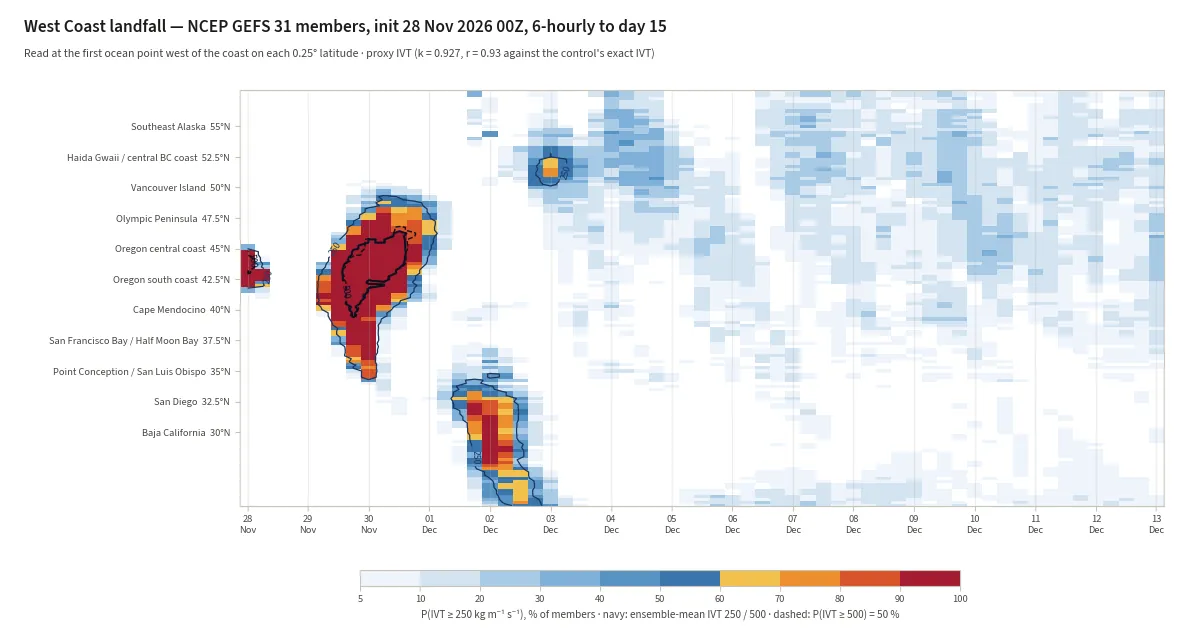 West Coast landfall — NCEP GEFS 31 members, init 28 Nov 2026 00Z, 6-hourly to day 15
Read at the first ocean point west of the coast on each 0.25° latitude · proxy IVT (k = 0.927, r = 0.93 against the control's exact IVT)
Southeast Alaska 55°N
Haida Gwaii / central BC coast 52.5°N
Vancouver Island 50°N
Olympic Peninsula 47.5°N
Oregon central coast 45°N
Oregon south coast 42.5°N
Cape Mendocino 40°N
San Francisco Bay / Half Moon Bay 37.5°N
Point Conception / San Luis Obispo 35°N
San Diego 32.5°N
Baja California 30°N
28 29 30 01 02 03 04 05 06 07 08 09 10 11 12 13
Nov Nov Nov Dec Dec Dec Dec Dec Dec Dec Dec Dec Dec Dec Dec Dec
5 10 20 30 40 50 60 70 80 90 100
P(IVT ≥ 250 kg m⁻¹ s⁻¹), % of members · navy: ensemble-mean IVT 250 / 500 · dashed: P(IVT ≥ 500) = 50 %